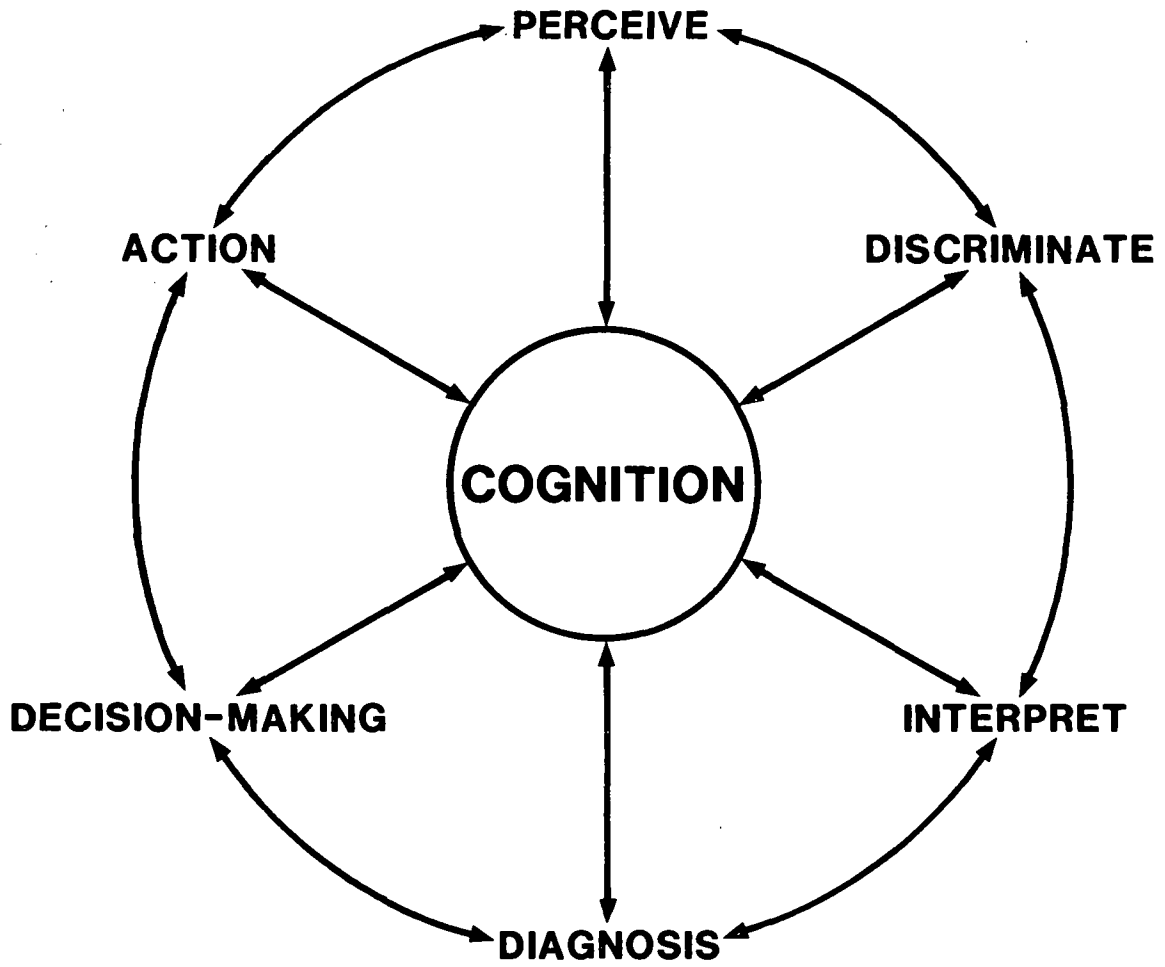 PERCEIVE
ACTION
DISCRIMINATE
COGNITION
DECISION-MAKING
INTERPRET
DIAGNOSIS